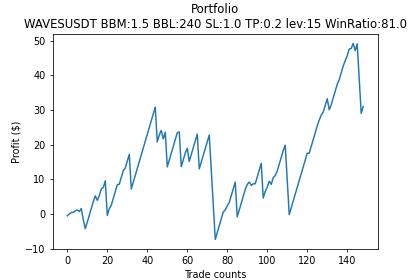 Portfolio
WAVESUSDT BBM:1.5 BBL:240 SL:1.0 TP:0.2 lev:15 WinRatio:81.0
50
40
30
20
10
0
−10
Profit ($)
0 20 40 60 80 100 120 140
Trade counts